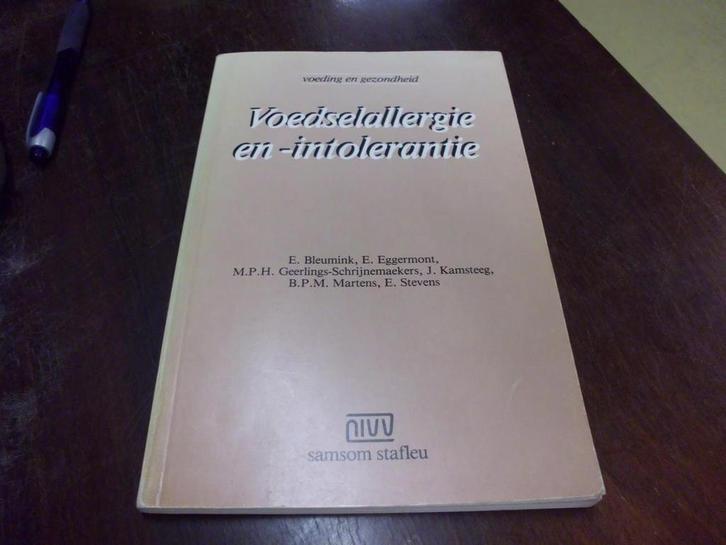 voeding en gezondheid
Voedselallergie
en -intolerantie
E. Bleumink, E. Eggermont,
M.P.H. Geerlings-Schrijnemaekers, J. Kamsteeg,
B.P.M. Martens, E. Stevens
nivv
samsom stafleu